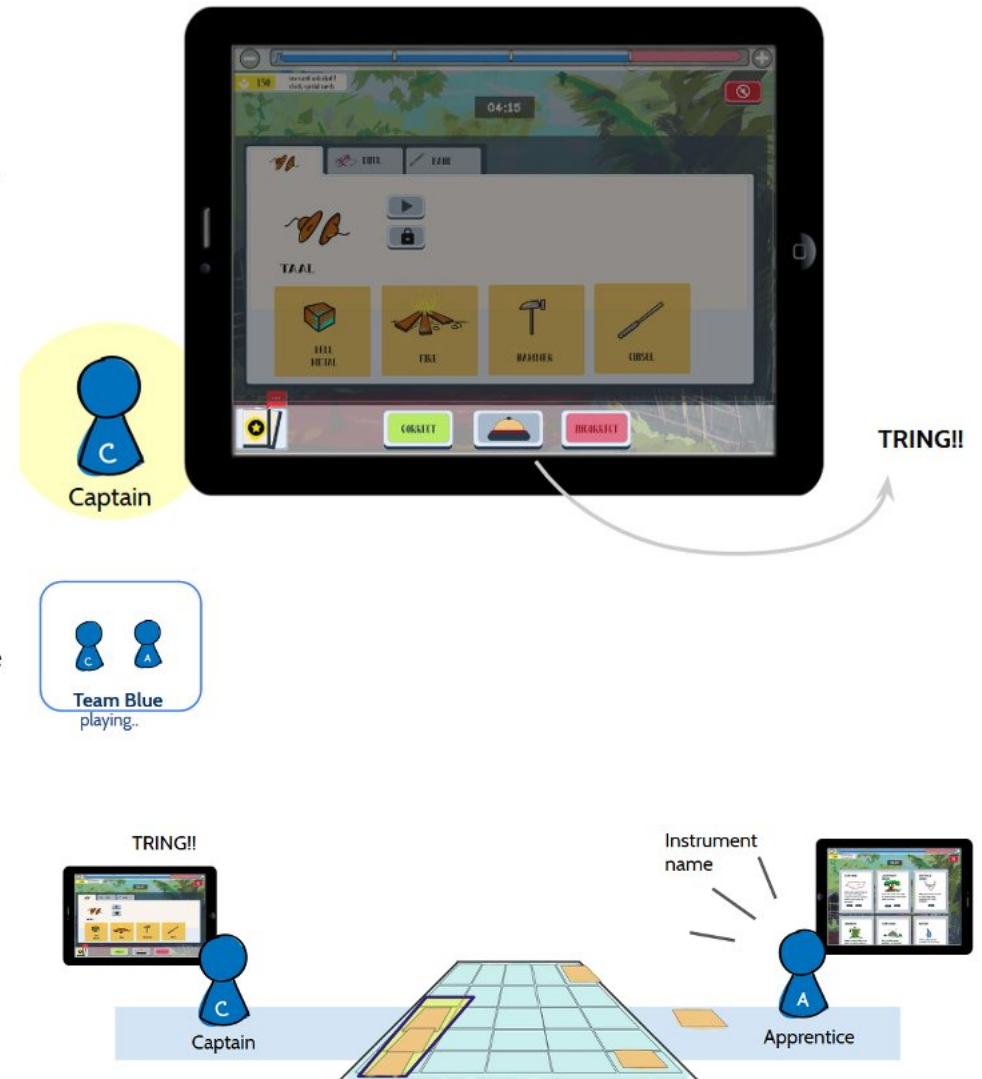 150
04:15
TAAL
BELL
METAL
FIRE
HAMMER
CHISEL
CORRECT
INCORRECT
TRING!!
C
Captain
C
A
Team Blue
playing..
TRING!!
Instrument
name
C
Captain
A
Apprentice